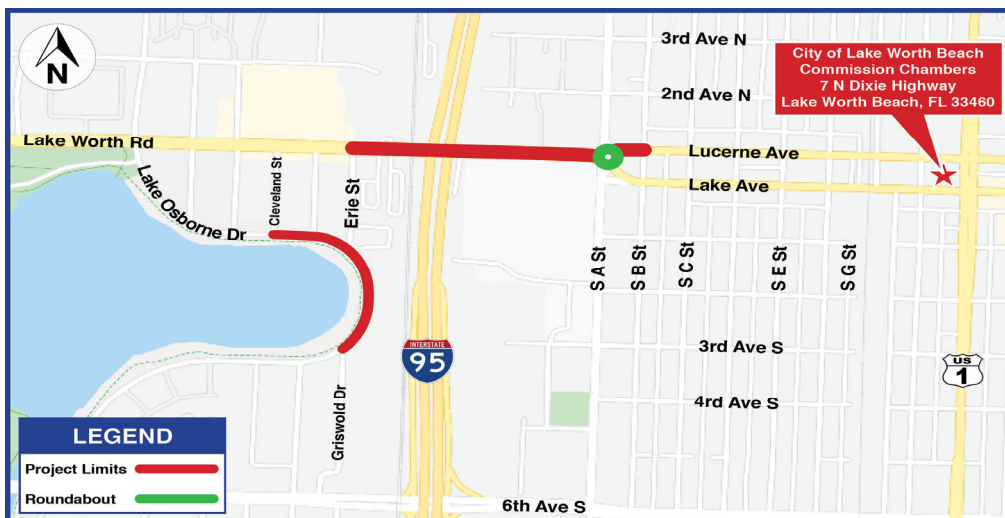 N
3rd Ave N
2nd Ave N
City of Lake Worth Beach
Commission Chambers
7 N Dixie Highway
Lake Worth Beach, FL 33460
Lake Worth Rd
Lucerne Ave
Lake Ave
Lake Osborne Dr
Cleveland St
Erie St
S A St
S B St
S C St
S E St
S G St
INTERSTATE
95
3rd Ave S
US
1
4rd Ave S
Griswold Dr
LEGEND
Project Limits
Roundabout
6th Ave S